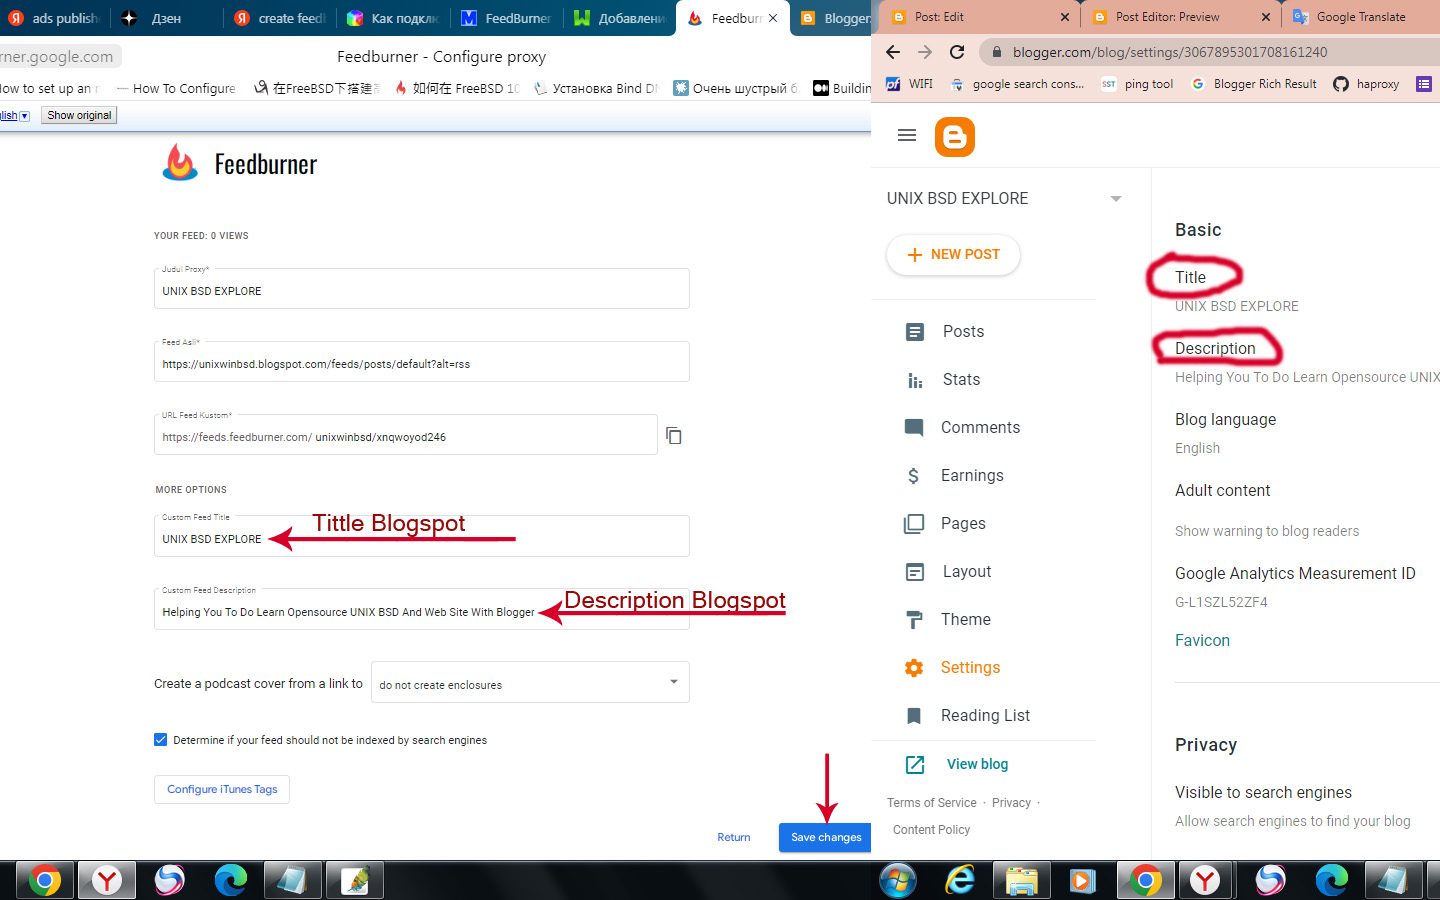 ads publishe
Дзен
create feedb
Как подклю
FeedBurner
Добавлени
Feedburn
Blogger.
rner.google.com
Feedburner - Configure proxy
How to set up an
How To Configure
在FreeBSD下搭建
如何在 FreeBSD 10
Установка Bind DN
Очень шустрый б
Building
glish
Show original
Feedburner
YOUR FEED: 0 VIEWS
Judul Proxy*
UNIX BSD EXPLORE
Feed Asli*
https://unixwinbsd.blogspot.com/feeds/posts/default?alt=rss
URL Feed Kustom*
https://feeds.feedburner.com/ unixwinbsd/xnqwoyod246
MORE OPTIONS
Custom Feed Title
Tittle Blogspot
UNIX BSD EXPLORE
Custom Feed Description
Description Blogspot
Helping You To Do Learn Opensource UNIX BSD And Web Site With Blogger
Create a podcast cover from a link to
do not create enclosures
Determine if your feed should not be indexed by search engines
Configure iTunes Tags
Return
Save changes
Post: Edit
Post Editor: Preview
Google Translate
blogger.com/blog/settings/3067895301708161240
WIFI
google search cons...
SST
ping tool
Blogger Rich Result
haproxy
UNIX BSD EXPLORE
NEW POST
Posts
Stats
Comments
Earnings
Pages
Layout
Theme
Settings
Reading List
View blog
Terms of Service · Privacy ·
Content Policy
Basic
Title
UNIX BSD EXPLORE
Description
Helping You To Do Learn Opensource UNIX
Blog language
English
Adult content
Show warning to blog readers
Google Analytics Measurement ID
G-L1SZL52ZF4
Favicon
Privacy
Visible to search engines
Allow search engines to find your blog